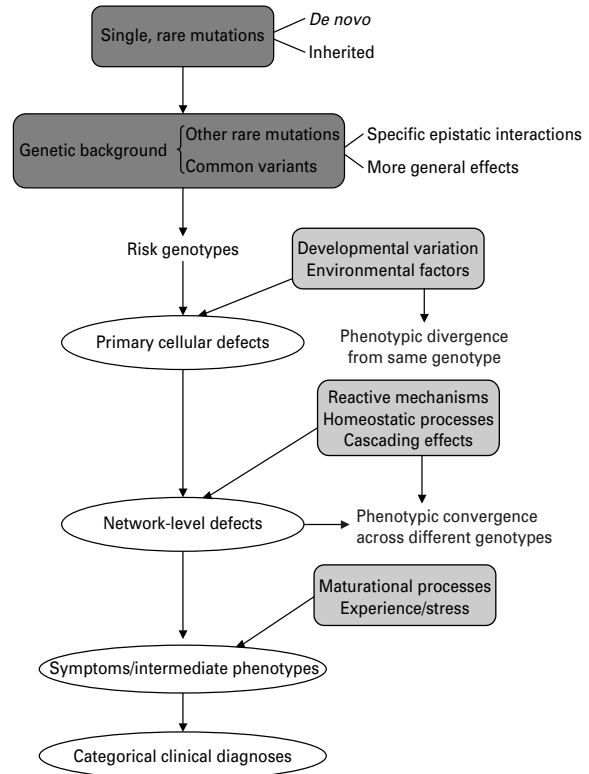 Single, rare mutations
De novo
Inherited
Genetic background
Other rare mutations
Common variants
Specific epistatic interactions
More general effects
Risk genotypes
Developmental variation
Environmental factors
Primary cellular defects
Phenotypic divergence
from same genotype
Reactive mechanisms
Homeostatic processes
Cascading effects
Network-level defects
Phenotypic convergence
across different genotypes
Maturational processes
Experience/stress
Symptoms/intermediate phenotypes
Categorical clinical diagnoses